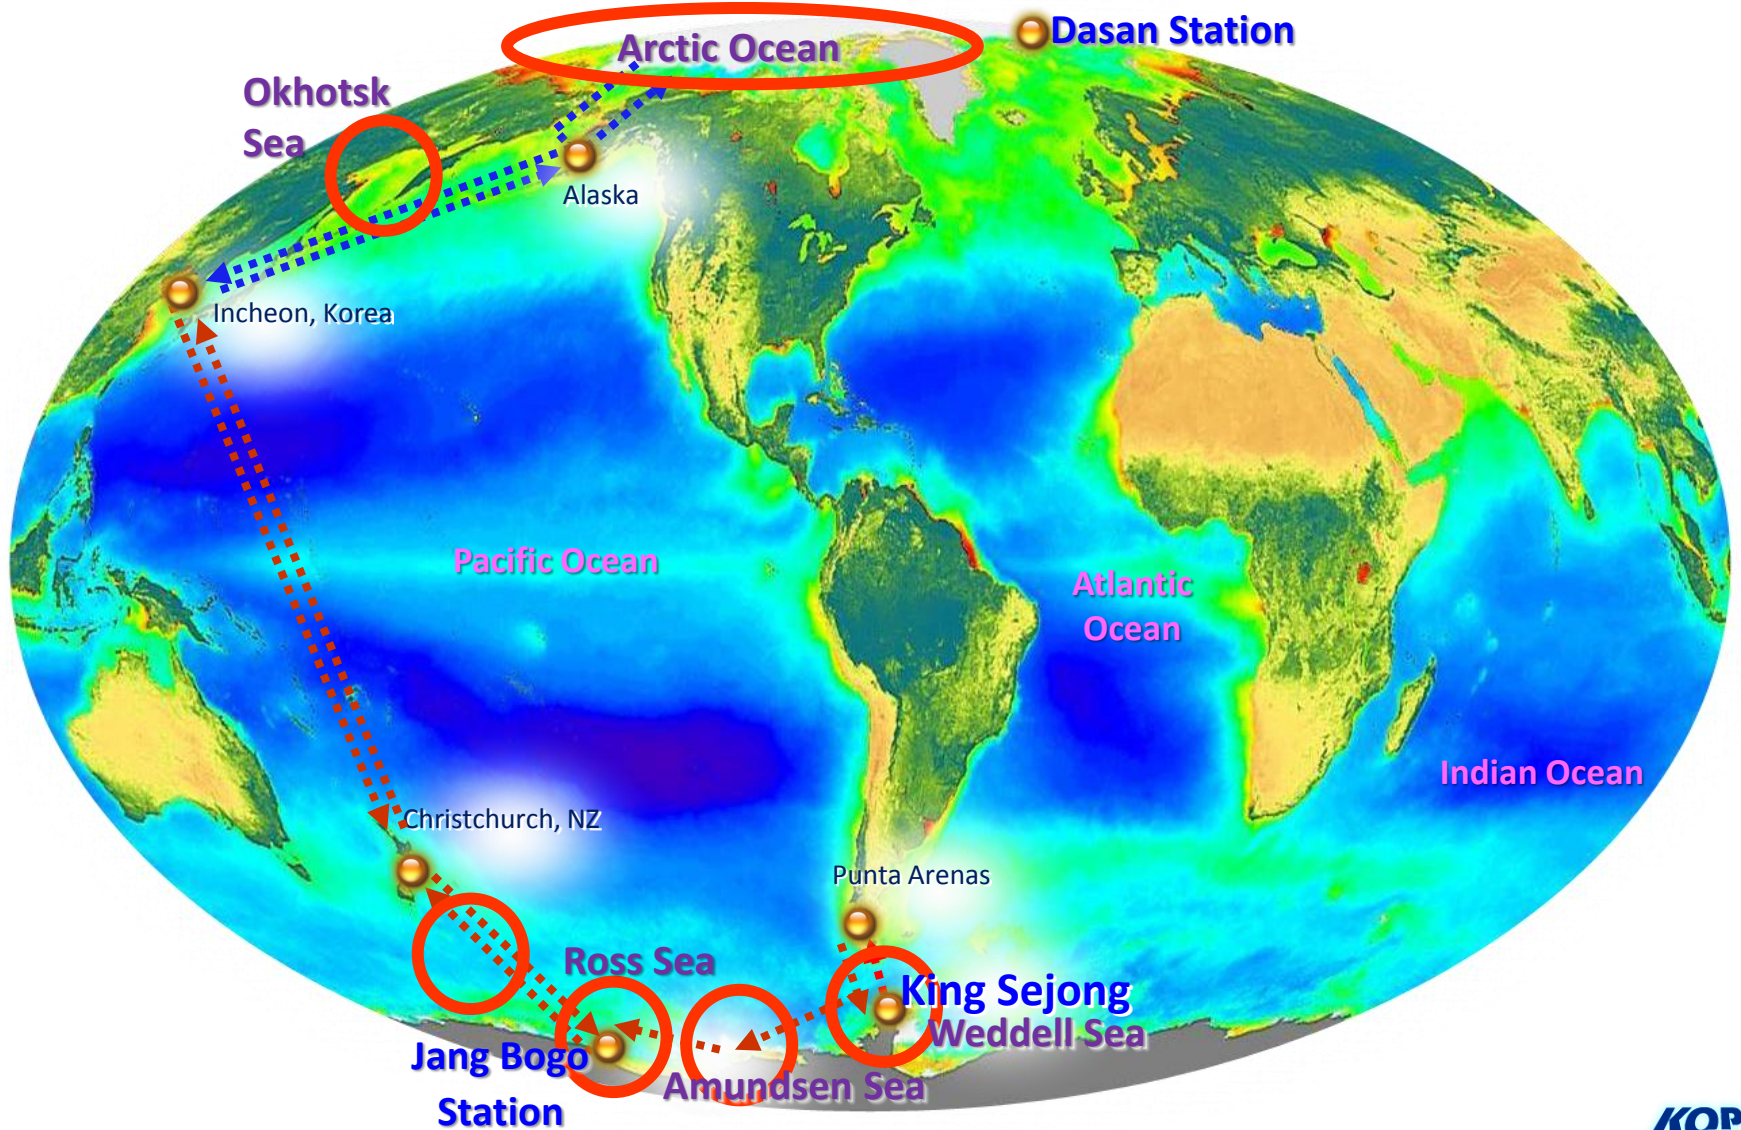 Dasan Station
Arctic Ocean
Okhotsk
Sea
Alaska
Incheon, Korea
Pacific Ocean
Atlantic
Ocean
Indian Ocean
Christchurch, NZ
Punta Arenas
Ross Sea
King Sejong
Weddell Sea
Jang Bogo
Station
Amundsen Sea
KOP